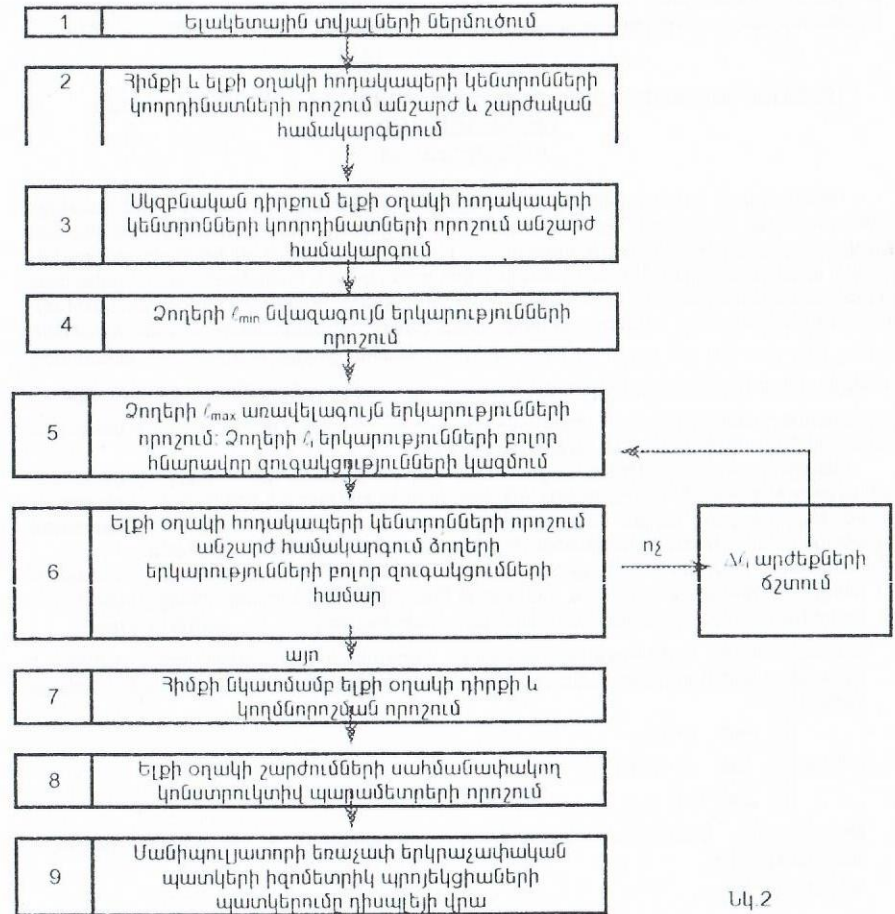 1 Ելակետային տվյալների ներմուծում
2 Հիմքի և ելքի օղակի հոդակապերի կենտրոնների
կոորդինատների որոշում անշարժ և շարժական
համակարգերում
3 Սկզբնական դիրքում ելքի օղակի հոդակապերի
կենտրոնների կոորդինատների որոշում անշարժ
համակարգում
4 Ձողերի ℓmin նվազագույն երկարությունների
որոշում
5 Ձողերի ℓmax առավելագույն երկարությունների
որոշում: Ձողերի ℓi երկարությունների բոլոր
հնարավոր զուգակցությունների կազմում
6 Ելքի օղակի հոդակապերի կենտրոնների որոշում
անշարժ համակարգում ձողերի
երկարությունների բոլոր զուգակցումների
համար
ոչ
Δℓi արժեքների
ճշտում
այո
7 Հիմքի նկատմամբ ելքի օղակի դիրքի և
կողմնորոշման որոշում
8 Ելքի օղակի շարժումների սահմանափակող
կոնստրուկտիվ պարամետրերի որոշում
9 Մանիպուլյատորի եռաչափ երկրաչափական
պատկերի իզոմետրիկ պրոյեկցիաների
պատկերումը դիսպլեյի վրա
Նկ.2